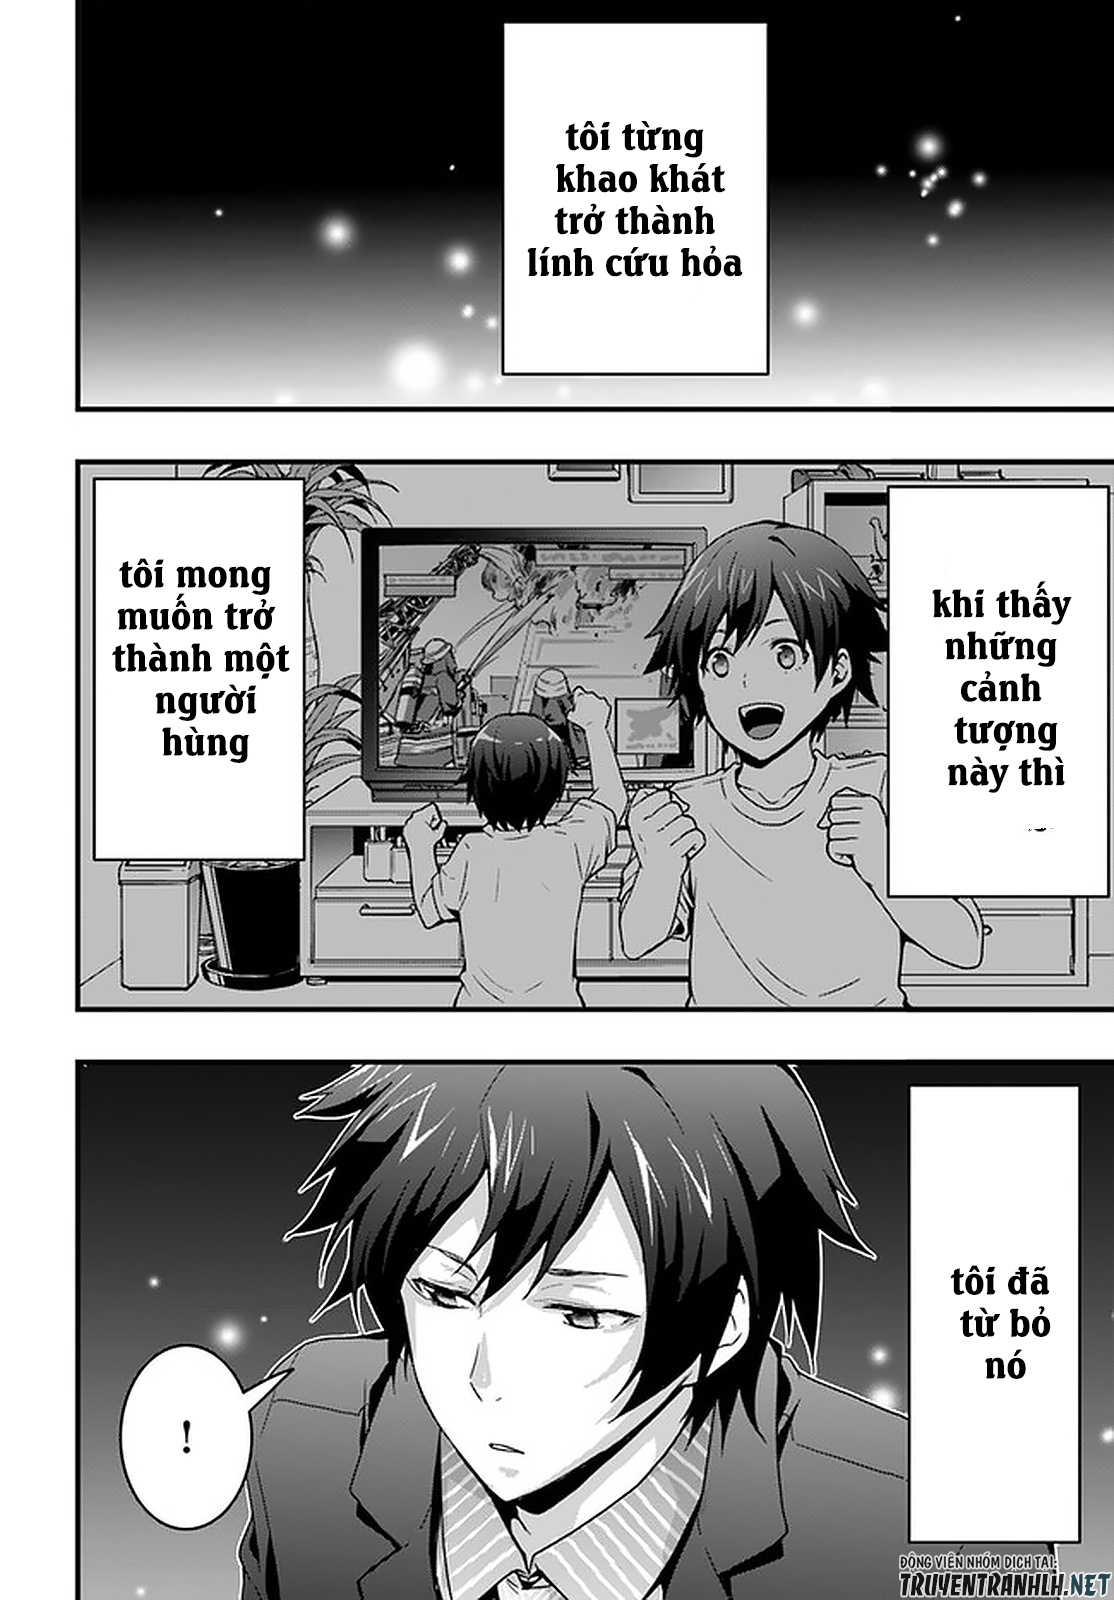 tôi từng
khao khát
trở thành
lính cứu hỏa
khi thấy
những
cảnh
tượng
này thì
tôi mong
muốn trở
thành một
người
hùng
tôi đã
từ bỏ
nó
!
ĐỘNG VIÊN NHÓM DỊCH TẠI:
TRUYENTRANHLH.NET